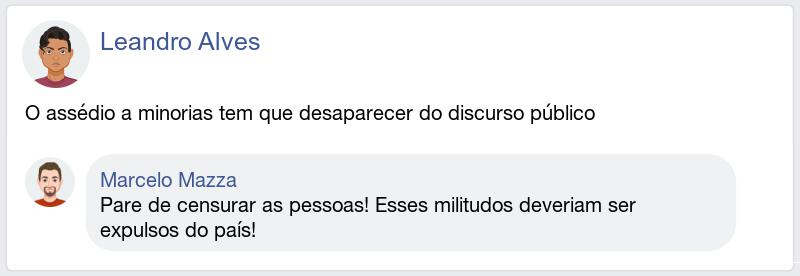 Leandro Alves
O assédio a minorias tem que desaparecer do discurso público
Marcelo Mazza
Pare de censurar as pessoas! Esses militudos deveriam ser
expulsos do país!